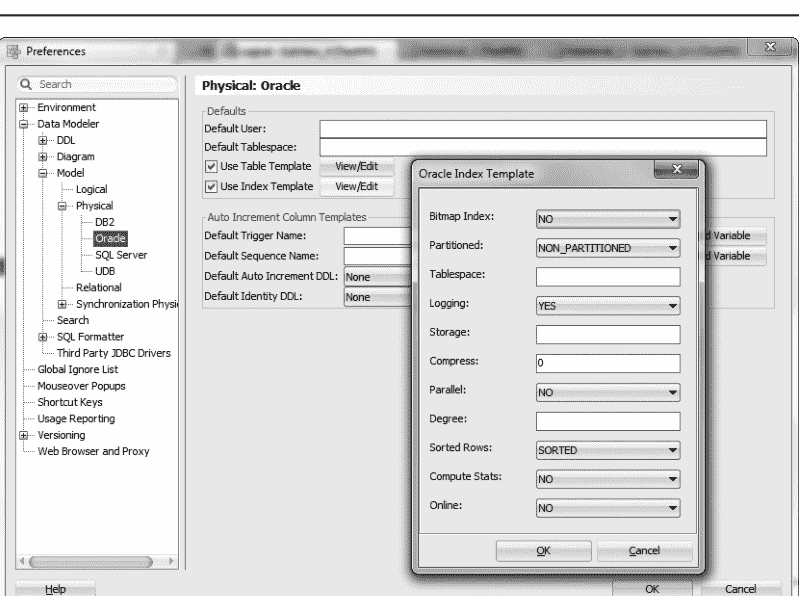 Preferences
Search
Environment
Data Modeler
DDL
Diagram
Model
Logical
Physical
DB2
Oracle
SQL Server
UDB
Relational
Synchronization Physi
Search
SQL Formatter
Third Party JDBC Drivers
Global Ignore List
Mouseover Popups
Shortcut Keys
Usage Reporting
Versioning
Web Browser and Proxy
Physical: Oracle
Defaults
Default User:
Default Tablespace:
Use Table Template View/Edit
Use Index Template View/Edit
Auto Increment Column Templates
Default Trigger Name: d Variable
Default Sequence Name: d Variable
Default Auto Increment DDL: None
Default Identity DDL: None
Oracle Index Template
Bitmap Index: NO
Partitioned: NON_PARTITIONED
Tablespace:
Logging: YES
Storage:
Compress: 0
Parallel: NO
Degree:
Sorted Rows: SORTED
Compute Stats: NO
Online: NO
OK Cancel
Help OK Cancel